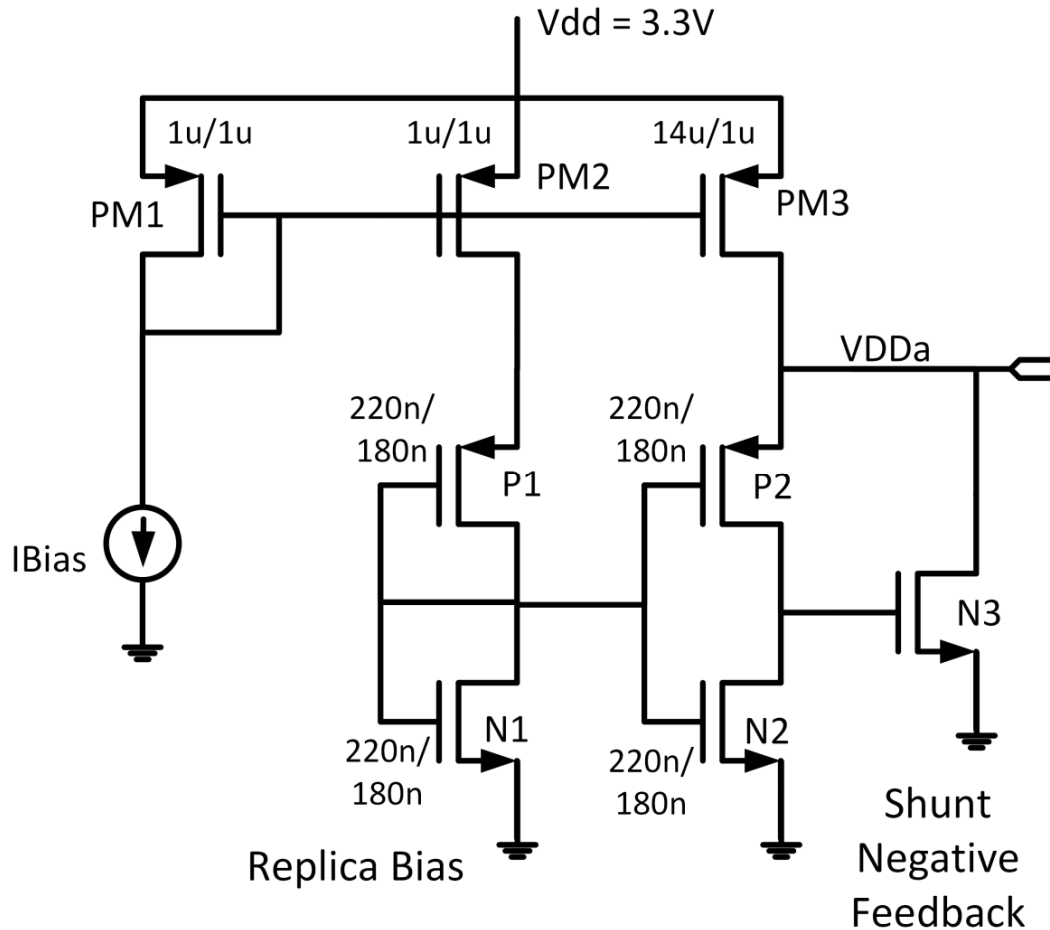 Vdd = 3.3V
1u/1u
1u/1u
14u/1u
PM1
PM2
PM3
VDDa
220n/
180n
220n/
180n
P1
P2
IBias
N3
N1
N2
220n/
180n
220n/
180n
Replica Bias
Shunt
Negative
Feedback